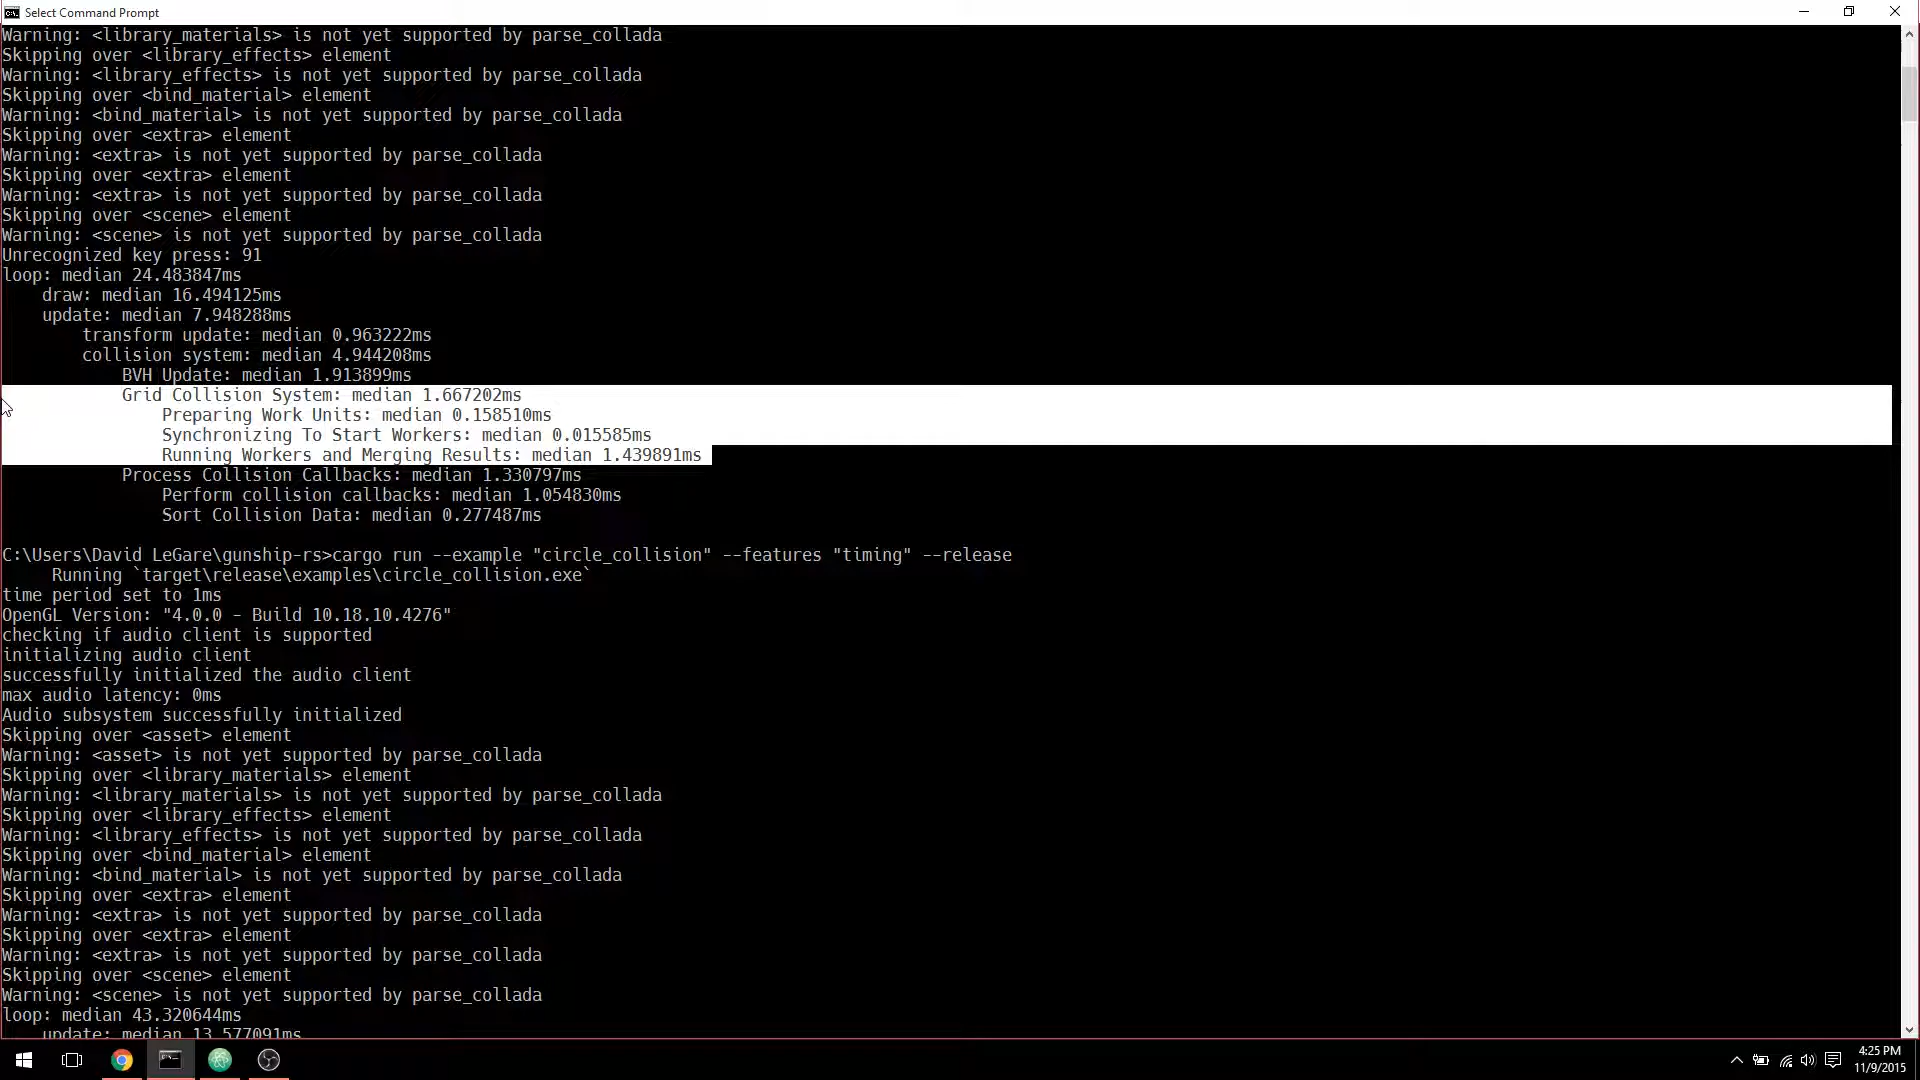 Select Command Prompt
Warning: <library_materials> is not yet supported by parse_collada
Skipping over <library_effects> element
Warning: <library_effects> is not yet supported by parse_collada
Skipping over <bind_material> element
Warning: <bind_material> is not yet supported by parse_collada
Skipping over <extra> element
Warning: <extra> is not yet supported by parse_collada
Skipping over <extra> element
Warning: <extra> is not yet supported by parse_collada
Skipping over <scene> element
Warning: <scene> is not yet supported by parse_collada
Unrecognized key press: 91
loop: median 24.483847ms
    draw: median 16.494125ms
    update: median 7.948288ms
        transform update: median 0.963222ms
        collision system: median 4.944208ms
            BVH Update: median 1.913899ms
            Grid Collision System: median 1.667202ms
                Preparing Work Units: median 0.158510ms
                Synchronizing To Start Workers: median 0.015585ms
                Running Workers and Merging Results: median 1.439891ms
            Process Collision Callbacks: median 1.330797ms
                Perform collision callbacks: median 1.054830ms
                Sort Collision Data: median 0.277487ms
C:\Users\David LeGare\gunship-rs>cargo run --example "circle_collision" --features "timing" --release
     Running `target\release\examples\circle_collision.exe`
time period set to 1ms
OpenGL Version: "4.0.0 - Build 10.18.10.4276"
checking if audio client is supported
initializing audio client
successfully initialized the audio client
max audio latency: 0ms
Audio subsystem successfully initialized
Skipping over <asset> element
Warning: <asset> is not yet supported by parse_collada
Skipping over <library_materials> element
Warning: <library_materials> is not yet supported by parse_collada
Skipping over <library_effects> element
Warning: <library_effects> is not yet supported by parse_collada
Skipping over <bind_material> element
Warning: <bind_material> is not yet supported by parse_collada
Skipping over <extra> element
Warning: <extra> is not yet supported by parse_collada
Skipping over <extra> element
Warning: <extra> is not yet supported by parse_collada
Skipping over <scene> element
Warning: <scene> is not yet supported by parse_collada
loop: median 43.320644ms
    update: median 13.577091ms
4:25 PM
11/9/2015